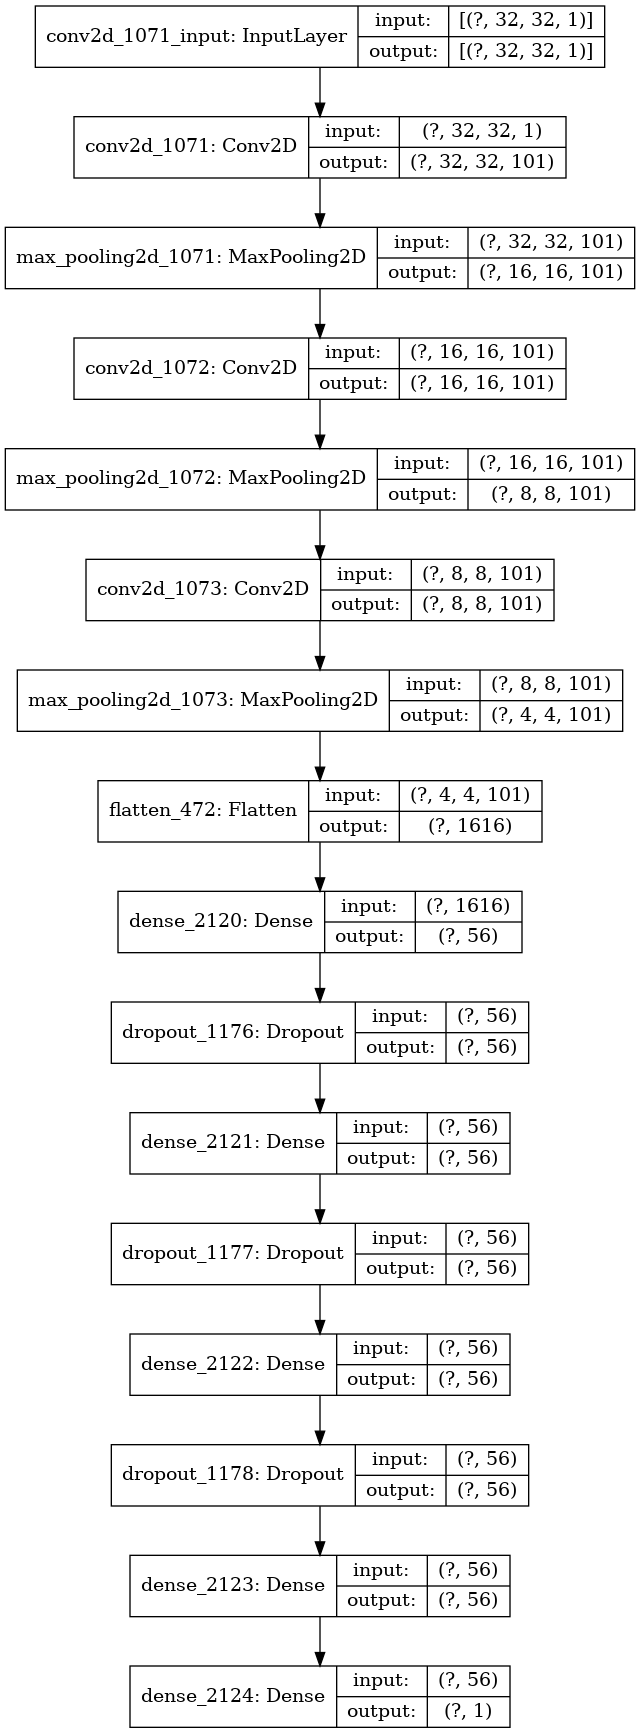 conv2d_1071_input: InputLayer
input: [(?, 32, 32, 1)]
output: [(?, 32, 32, 1)]
conv2d_1071: Conv2D
input: (?, 32, 32, 1)
output: (?, 32, 32, 101)
max_pooling2d_1071: MaxPooling2D
input: (?, 32, 32, 101)
output: (?, 16, 16, 101)
conv2d_1072: Conv2D
input: (?, 16, 16, 101)
output: (?, 16, 16, 101)
max_pooling2d_1072: MaxPooling2D
input: (?, 16, 16, 101)
output: (?, 8, 8, 101)
conv2d_1073: Conv2D
input: (?, 8, 8, 101)
output: (?, 8, 8, 101)
max_pooling2d_1073: MaxPooling2D
input: (?, 8, 8, 101)
output: (?, 4, 4, 101)
flatten_472: Flatten
input: (?, 4, 4, 101)
output: (?, 1616)
dense_2120: Dense
input: (?, 1616)
output: (?, 56)
dropout_1176: Dropout
input: (?, 56)
output: (?, 56)
dense_2121: Dense
input: (?, 56)
output: (?, 56)
dropout_1177: Dropout
input: (?, 56)
output: (?, 56)
dense_2122: Dense
input: (?, 56)
output: (?, 56)
dropout_1178: Dropout
input: (?, 56)
output: (?, 56)
dense_2123: Dense
input: (?, 56)
output: (?, 56)
dense_2124: Dense
input: (?, 56)
output: (?, 1)